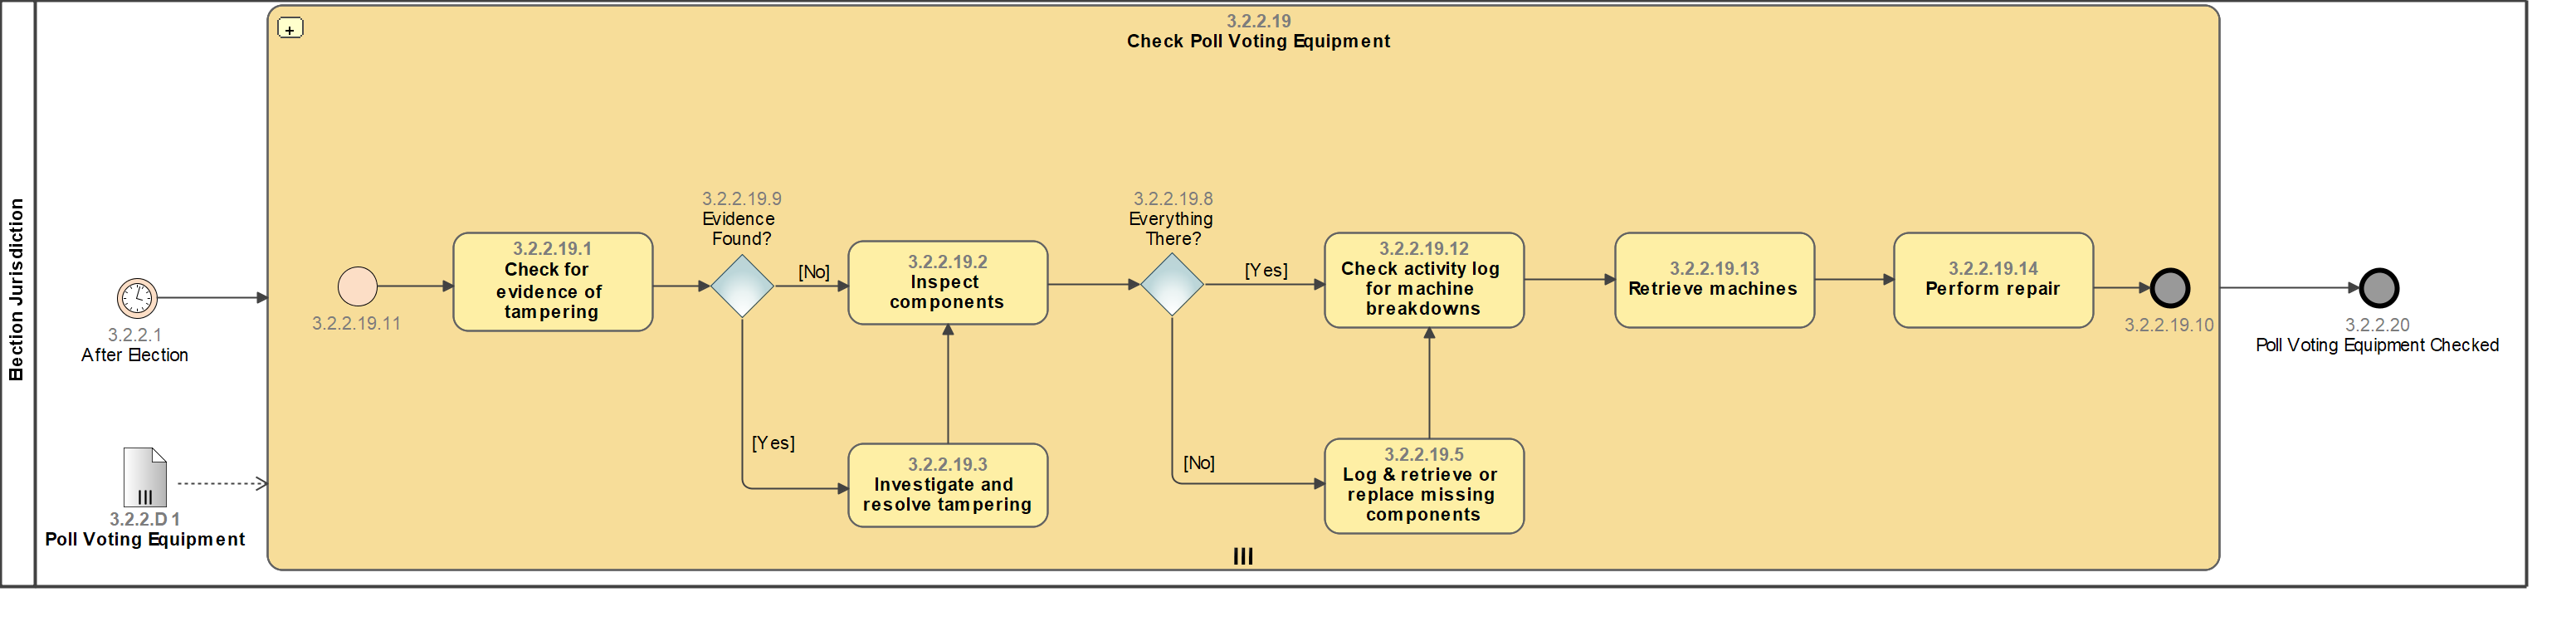 Election Jurisdiction
3.2.2.19
Check Poll Voting Equipment
3.2.2.1
After Election
3.2.2.D1
Poll Voting Equipment
3.2.2.19.11
3.2.2.19.1
Check for
evidence of
tampering
3.2.2.19.9
Evidence
Found?
[No]
[Yes]
3.2.2.19.2
Inspect
components
3.2.2.19.3
Investigate and
resolve tampering
3.2.2.19.8
Everything
There?
[Yes]
[No]
3.2.2.19.12
Check activity log
for machine
breakdowns
3.2.2.19.5
Log & retrieve or
replace missing
components
3.2.2.19.13
Retrieve machines
3.2.2.19.14
Perform repair
3.2.2.19.10
3.2.2.20
Poll Voting Equipment Checked